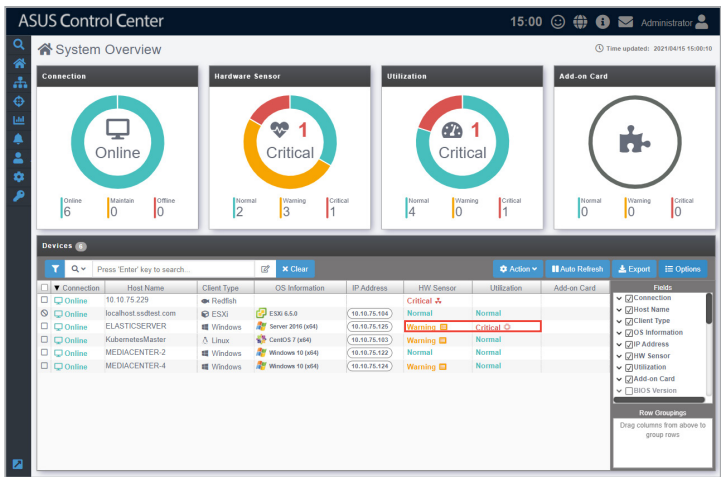 ASUS Control Center
15:00
Administrator
System Overview
Time updated: 2021/04/15 15:00:10
Connection
Hardware Sensor
Utilization
Add-on Card
Online
1
Critical
1
Critical
Online Maintain Offline
6 0 0
Normal Warning Critical
2 3 1
Normal Warning Critical
4 0 1
Normal Warning Critical
0 0 0
Devices 6
Press 'Enter' key to search...
Clear
Action
Auto Refresh
Export
Options
Connection Host Name Client Type OS Information IP Address HW Sensor Utilization Add-on Card
Online 10.10.75.229 Redfish Critical
Online localhost.ssdtest.com ESXi ESXi 6.5.0 10.10.75.104 Normal Normal
Online ELASTICSERVER Windows Server 2016 (x64) 10.10.75.125 Warning Critical
Online KubernetesMaster Linux CentOS 7 (x64) 10.10.75.103 Warning Normal
Online MEDIACENTER-2 Windows Windows 10 (x64) 10.10.75.122 Normal Normal
Online MEDIACENTER-4 Windows Windows 10 (x64) 10.10.75.124 Warning Normal
Fields
Connection
Host Name
Client Type
OS Information
IP Address
HW Sensor
Utilization
Add-on Card
BIOS Version
Row Groupings
Drag columns from above to
group rows